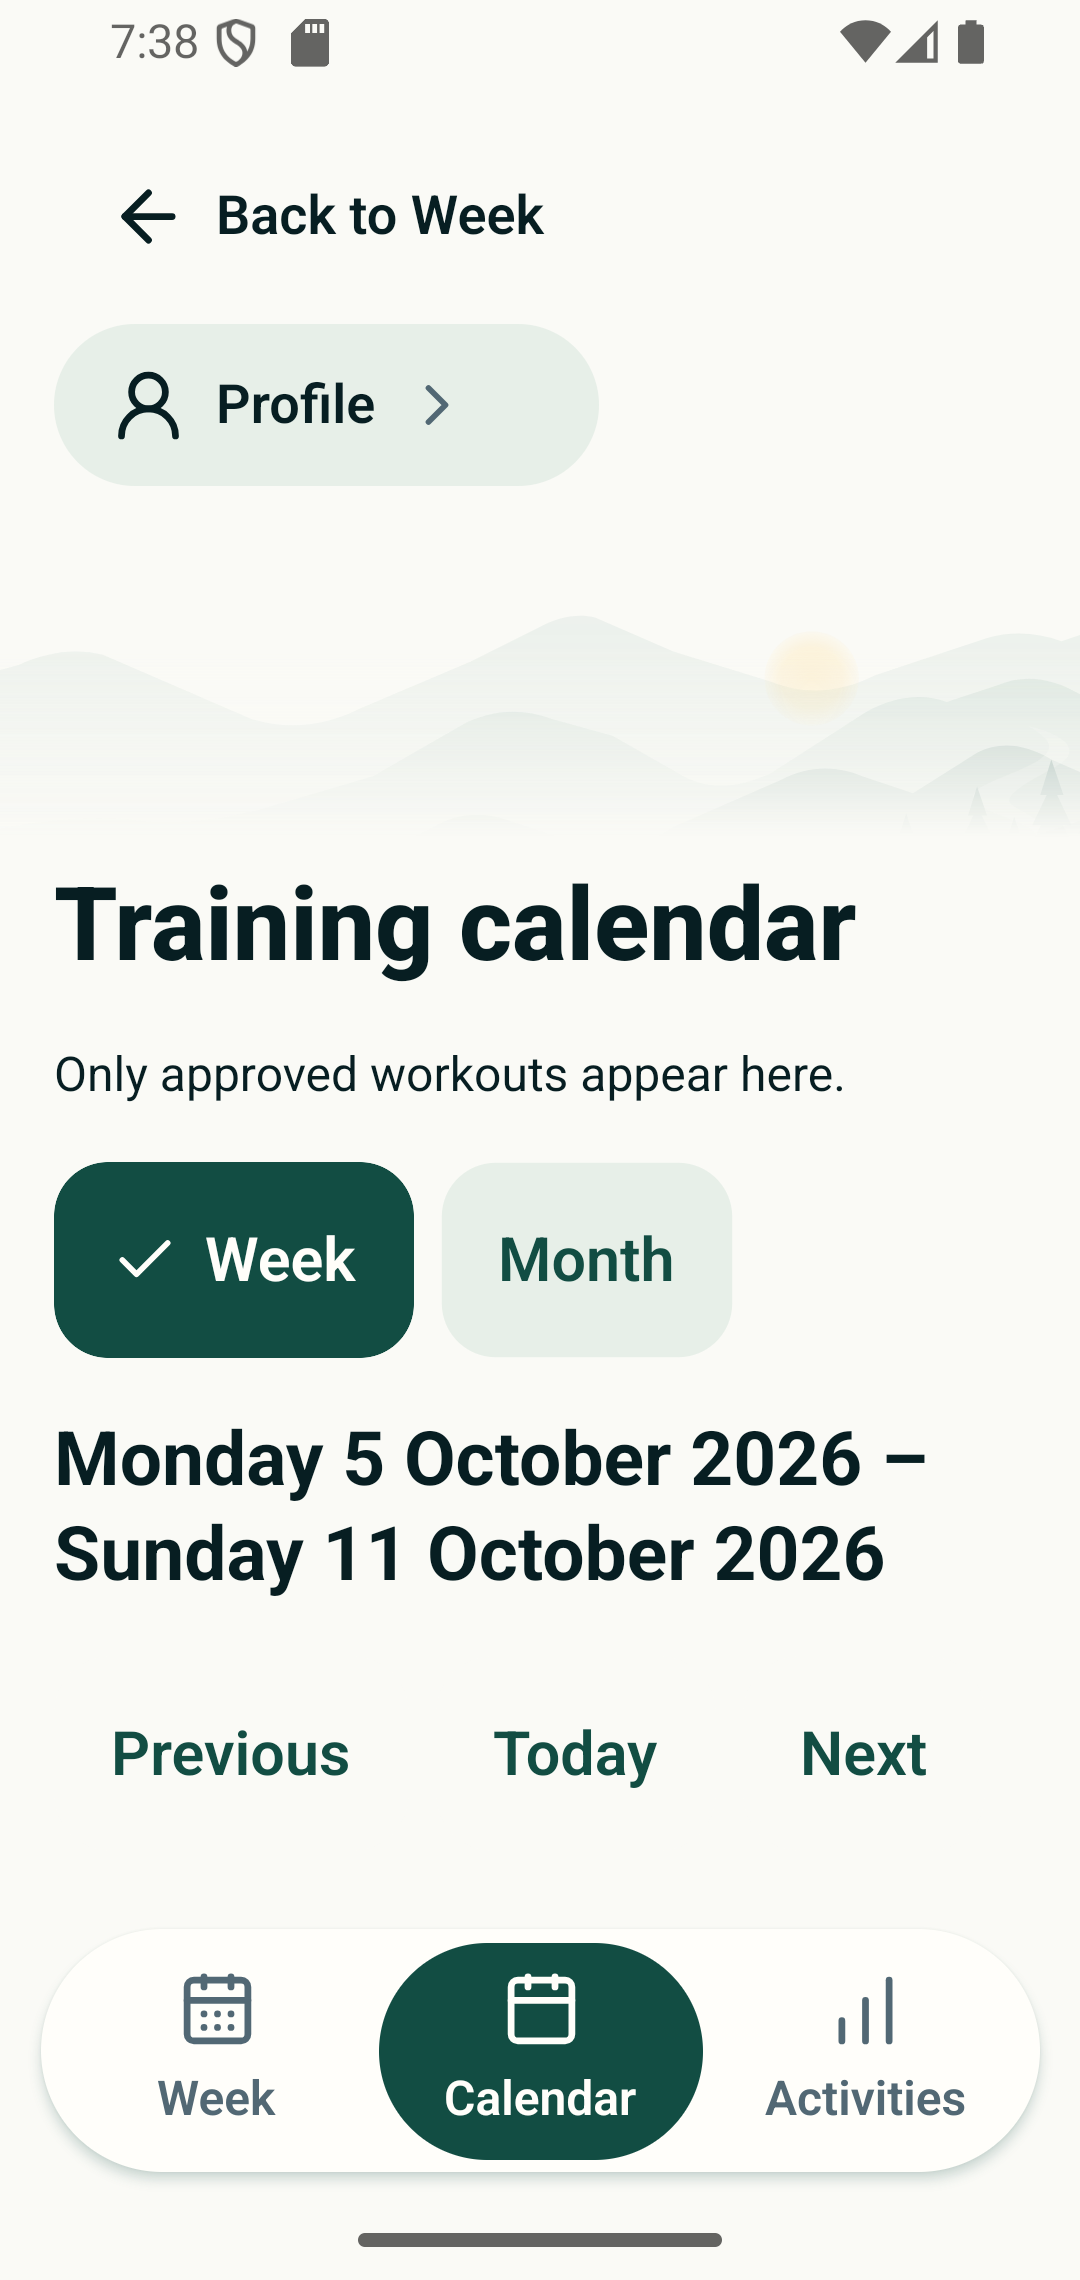 7:38
Back to Week
Profile
Training calendar
Only approved workouts appear here.
Week
Month
Monday 5 October 2026 –
Sunday 11 October 2026
Previous
Today
Next
Week
Calendar
Activities